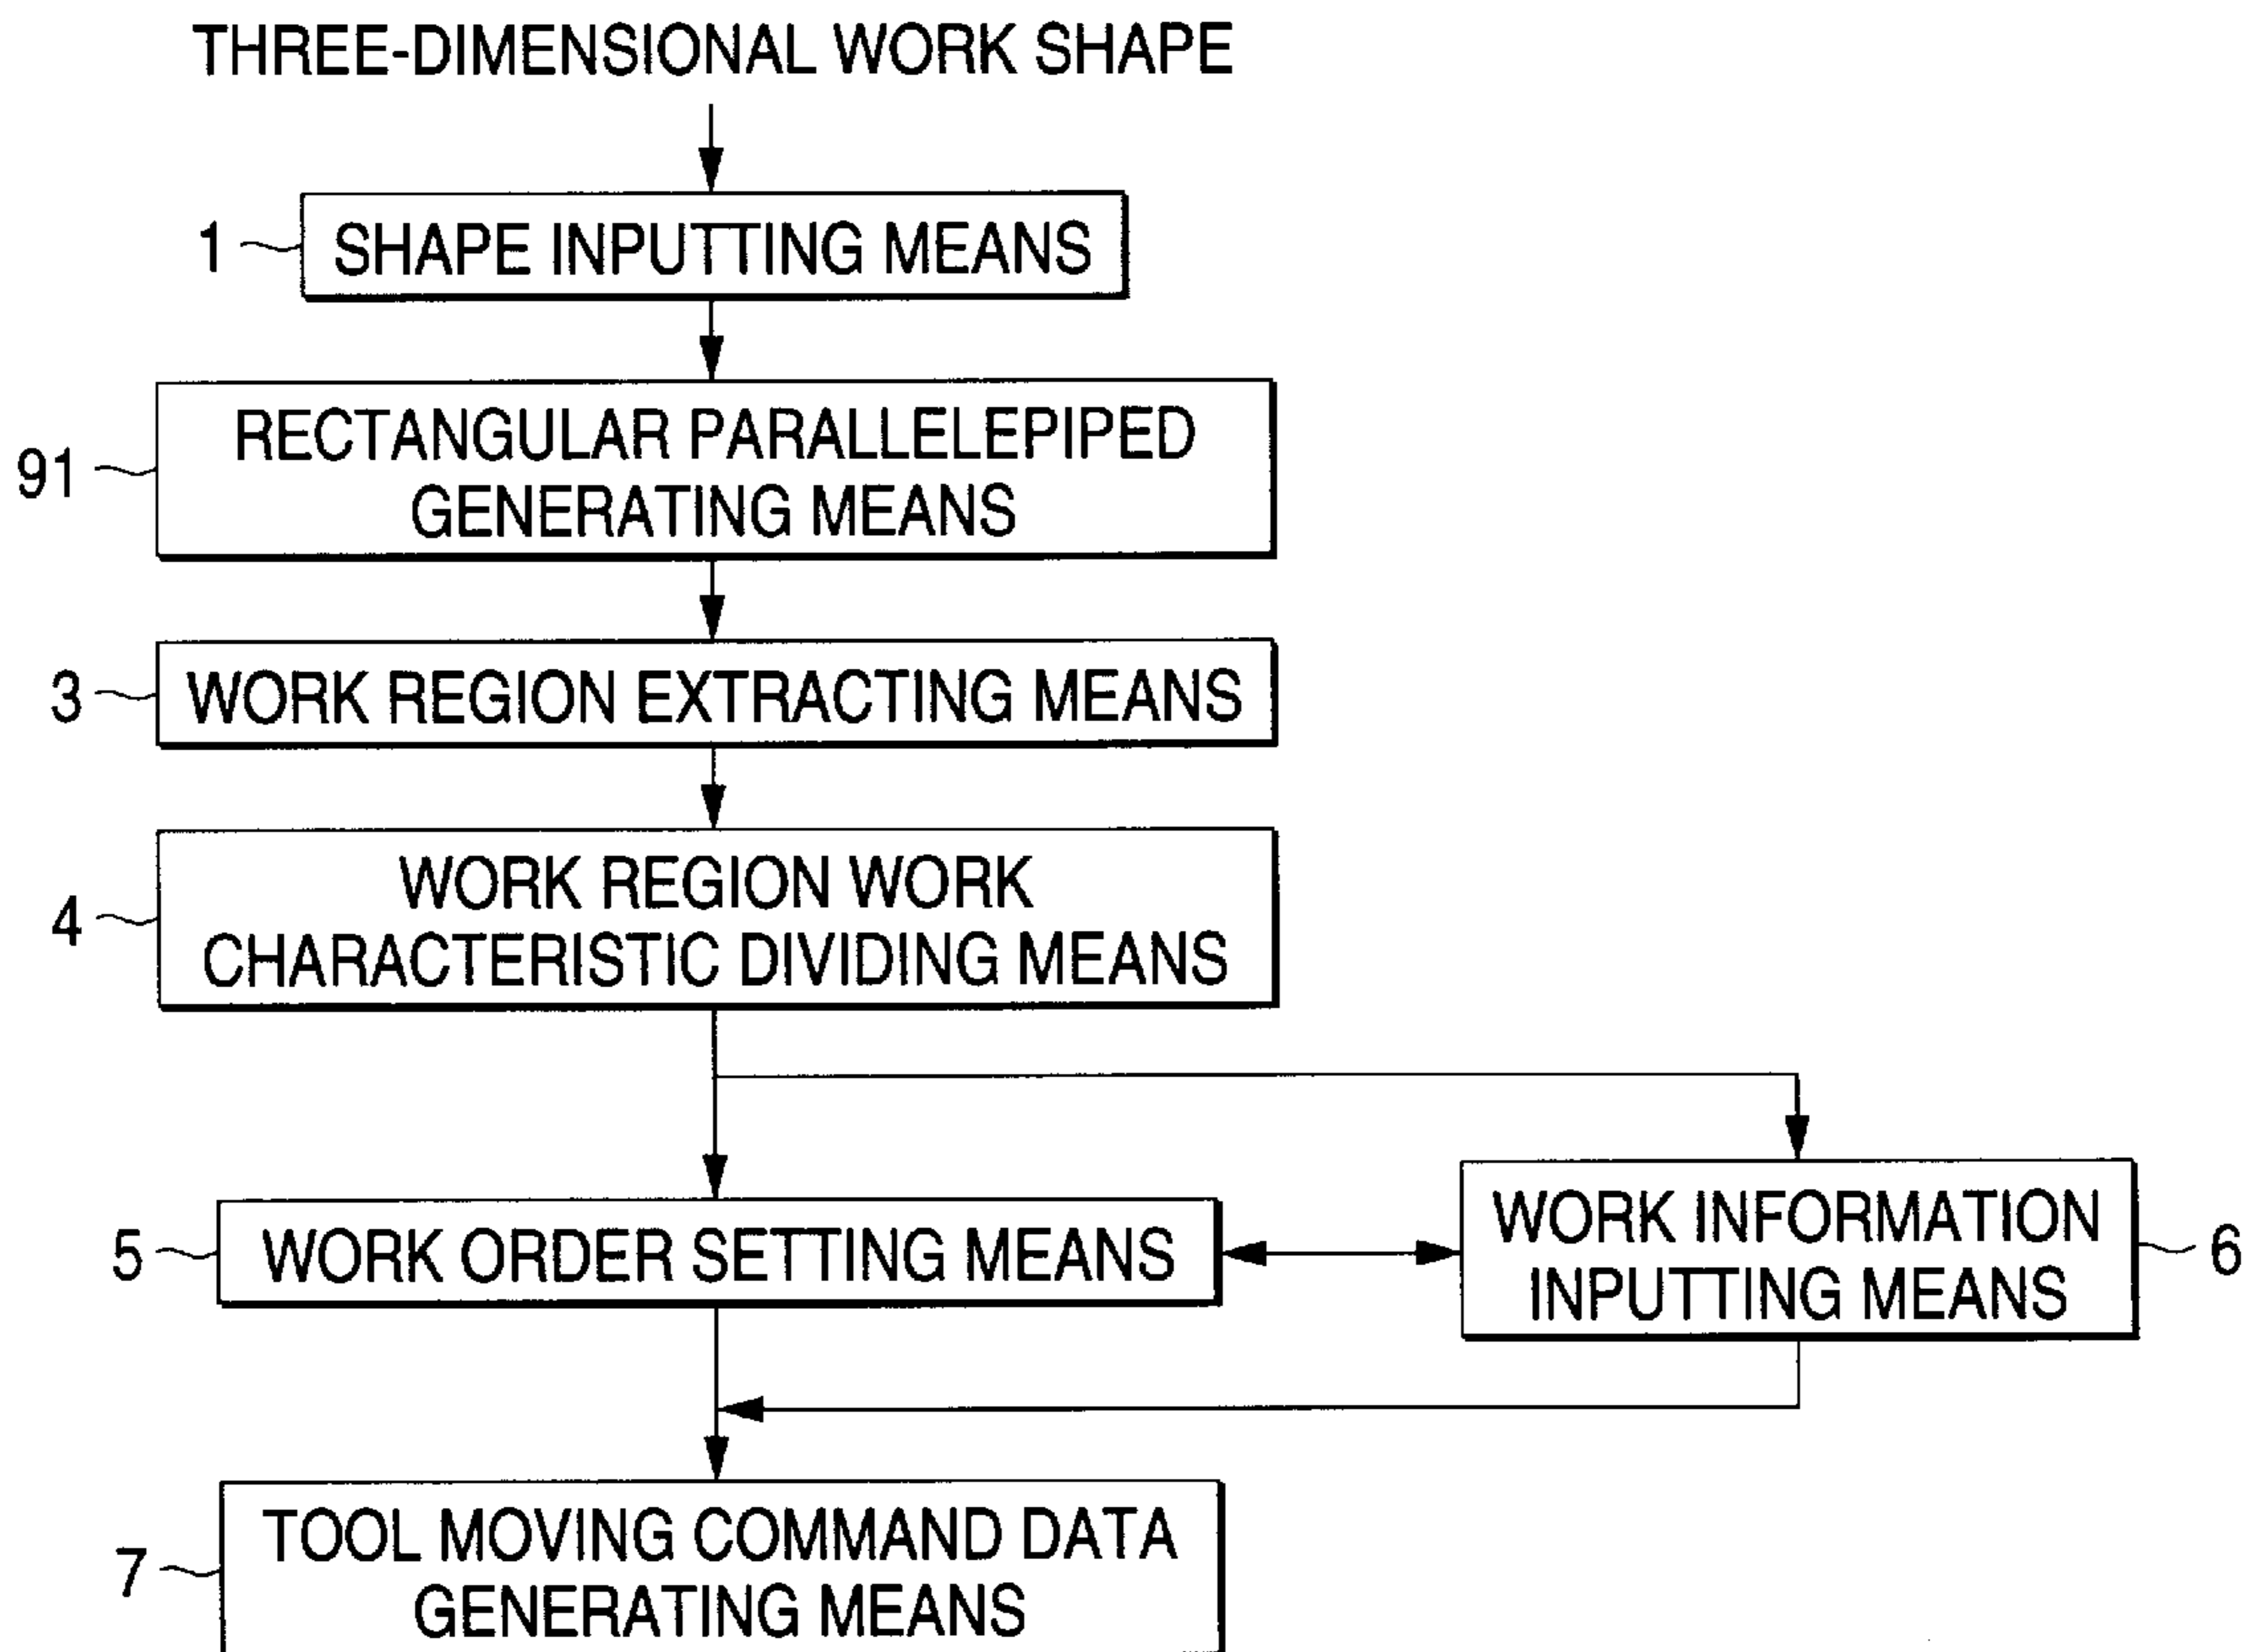 THREE-DIMENSIONAL WORK SHAPE
1
SHAPE INPUTTING MEANS
91
RECTANGULAR PARALLELEPIPED
GENERATING MEANS
3
WORK REGION EXTRACTING MEANS
4
WORK REGION WORK
CHARACTERISTIC DIVIDING MEANS
5
WORK ORDER SETTING MEANS
WORK INFORMATION
INPUTTING MEANS
6
7
TOOL MOVING COMMAND DATA
GENERATING MEANS